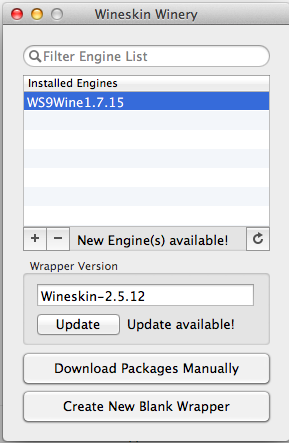 Wineskin Winery
Filter Engine List
Installed Engines
WS9Wine1.7.15
+ - New Engine(s) available!
Wrapper Version
Wineskin-2.5.12
Update Update available!
Download Packages Manually
Create New Blank Wrapper